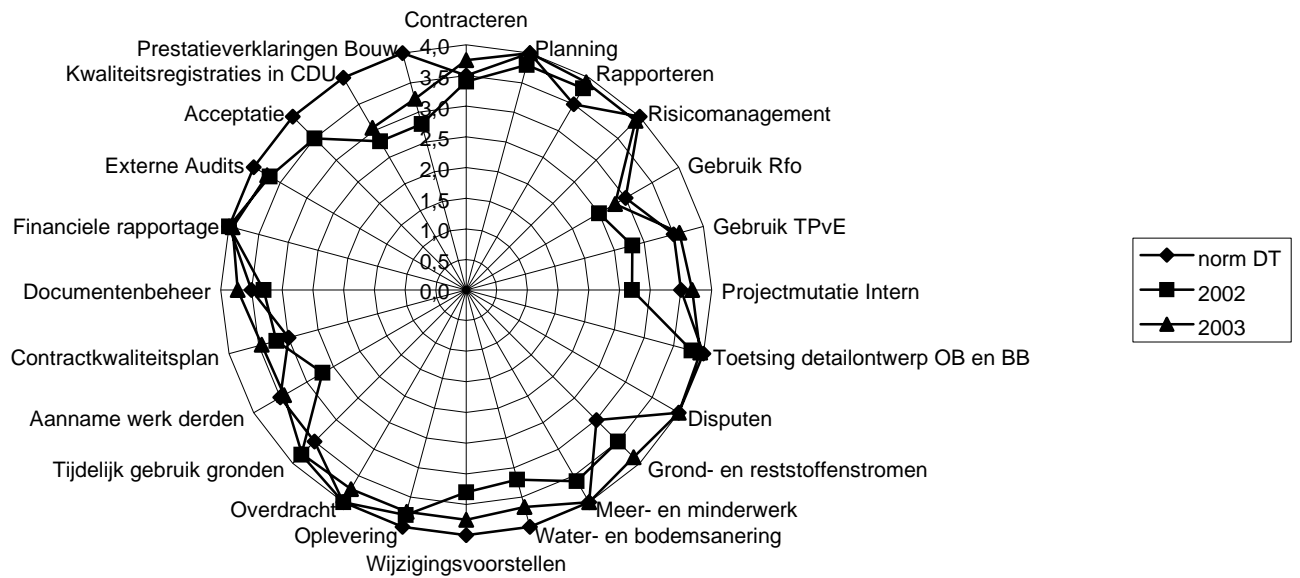 Contracteren
Planning
Rapporteren
Risicomanagement
Gebruik Rfo
Gebruik TPvE
Projectmutatie Intern
Toetsing detailontwerp OB en BB
Disputen
Grond- en reststoffenstromen
Meer- en minderwerk
Water- en bodemsanering
Wijzigingsvoorstellen
Oplevering
Overdracht
Tijdelijk gebruik gronden
Aanname werk derden
Contractkwaliteitsplan
Documentenbeheer
Financiele rapportage
Externe Audits
Acceptatie
Kwaliteitsregistraties in CDU
Prestatieverklaringen Bouw
4,0
3,5
3,0
2,5
2,0
1,5
1,0
0,5
0,0
norm DT
2002
2003